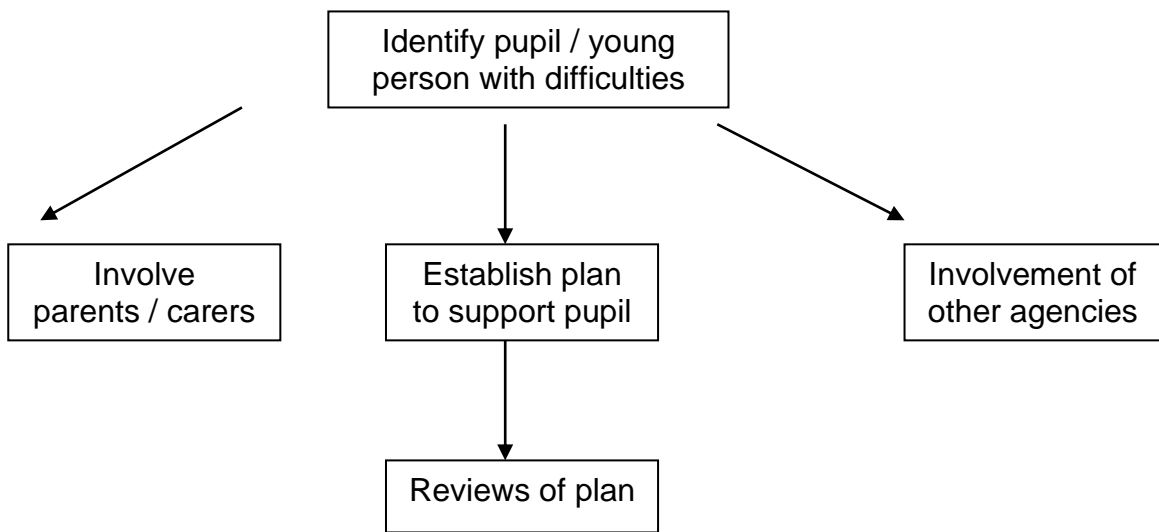 Identify pupil / young
person with difficulties
Involve
parents / carers
Establish plan
to support pupil
Involvement of
other agencies
Reviews of plan